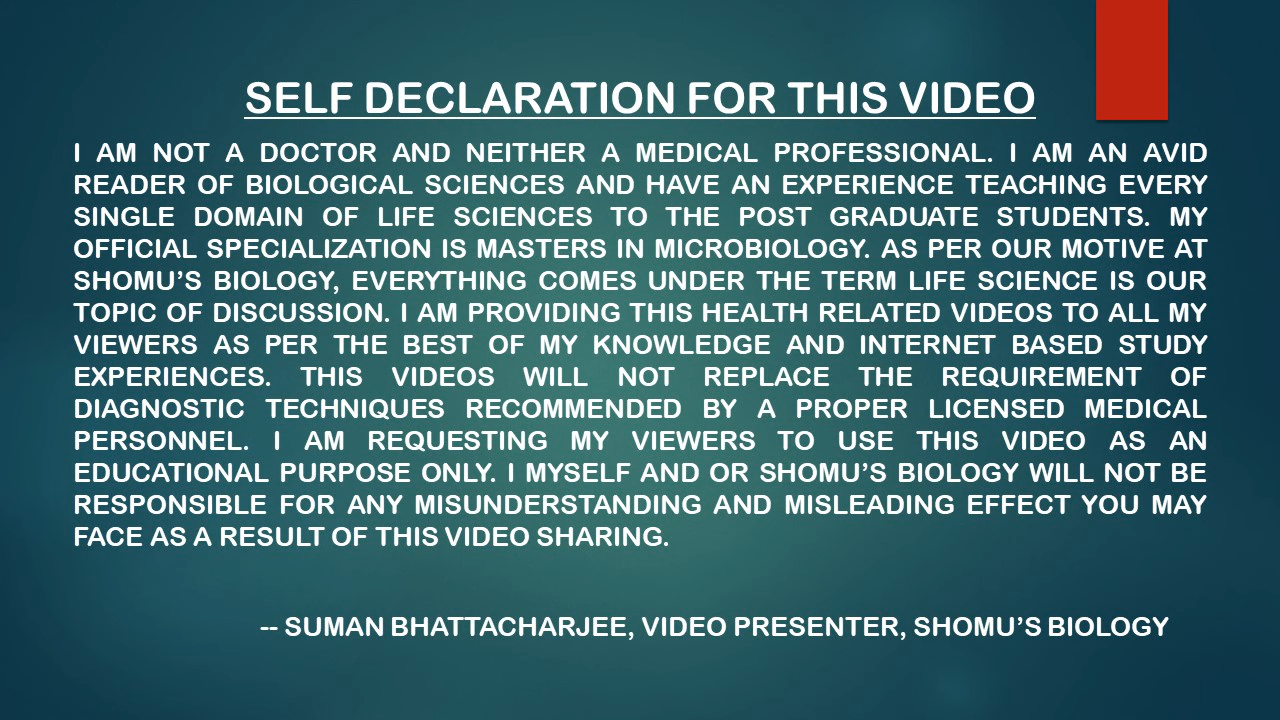 SELF DECLARATION FOR THIS VIDEO
I AM NOT A DOCTOR AND NEITHER A MEDICAL PROFESSIONAL. I AM AN AVID
READER OF BIOLOGICAL SCIENCES AND HAVE AN EXPERIENCE TEACHING EVERY
SINGLE DOMAIN OF LIFE SCIENCES TO THE POST GRADUATE STUDENTS. MY
OFFICIAL SPECIALIZATION IS MASTERS IN MICROBIOLOGY. AS PER OUR MOTIVE AT
SHOMU’S BIOLOGY, EVERYTHING COMES UNDER THE TERM LIFE SCIENCE IS OUR
TOPIC OF DISCUSSION. I AM PROVIDING THIS HEALTH RELATED VIDEOS TO ALL MY
VIEWERS AS PER THE BEST OF MY KNOWLEDGE AND INTERNET BASED STUDY
EXPERIENCES. THIS VIDEOS WILL NOT REPLACE THE REQUIREMENT OF
DIAGNOSTIC TECHNIQUES RECOMMENDED BY A PROPER LICENSED MEDICAL
PERSONNEL. I AM REQUESTING MY VIEWERS TO USE THIS VIDEO AS AN
EDUCATIONAL PURPOSE ONLY. I MYSELF AND OR SHOMU’S BIOLOGY WILL NOT BE
RESPONSIBLE FOR ANY MISUNDERSTANDING AND MISLEADING EFFECT YOU MAY
FACE AS A RESULT OF THIS VIDEO SHARING.
-- SUMAN BHATTACHARJEE, VIDEO PRESENTER, SHOMU’S BIOLOGY